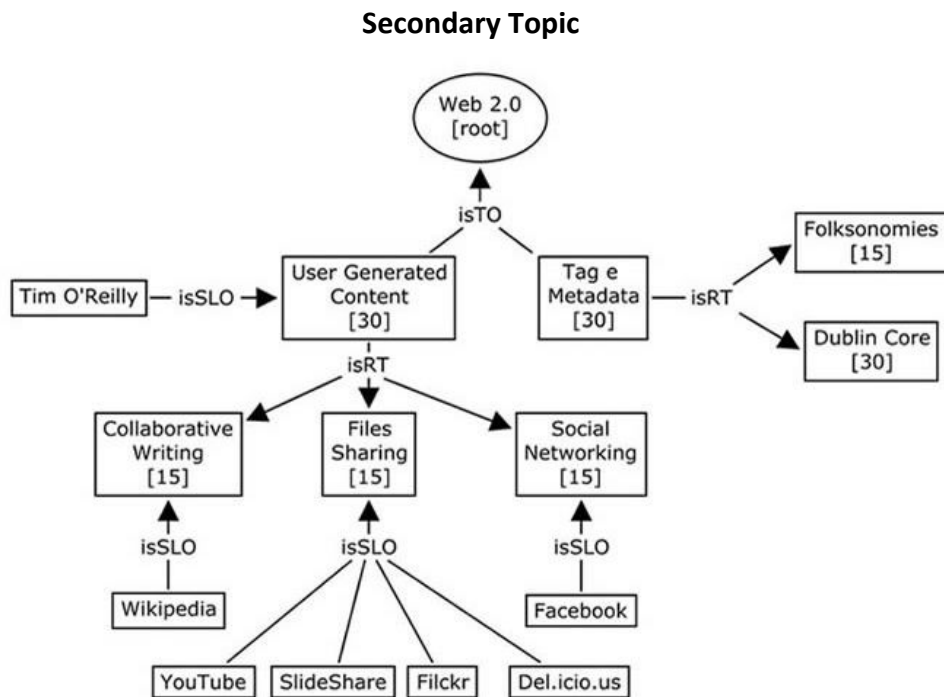 Secondary Topic
Web 2.0
[root]
isTO
Folksonomies
[15]
User Generated
Content
[30]
Tag e
Metadata
[30]
Tim O'Reilly
isSLO
isRT
Dublin Core
[30]
isRT
Collaborative
Writing
[15]
Files
Sharing
[15]
Social
Networking
[15]
isSLO
isSLO
isSLO
Wikipedia
Facebook
YouTube
SlideShare
Filckr
Del.icio.us